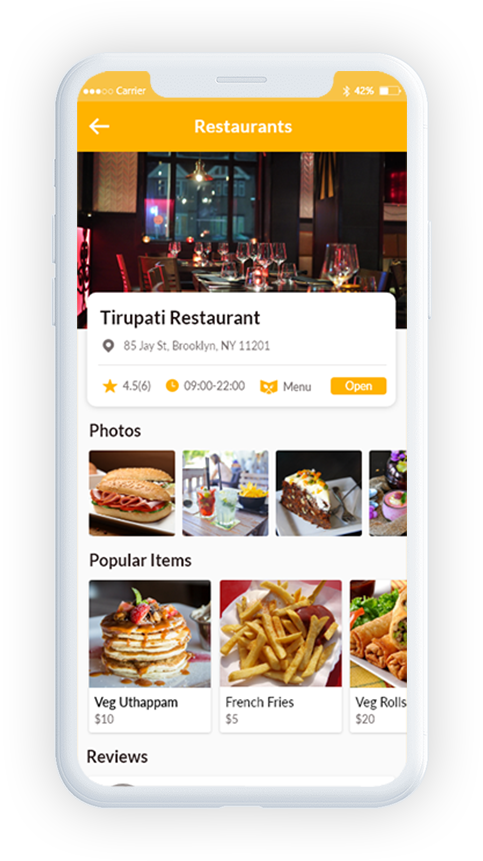 Carrier 42%
Restaurants
Tirupati Restaurant
85 Jay St, Brooklyn, NY 11201
4.5(6) 09:00-22:00 Menu Open
Photos
Popular Items
Veg Uthappam French Fries Veg Rolls
$10 $5 $20
Reviews